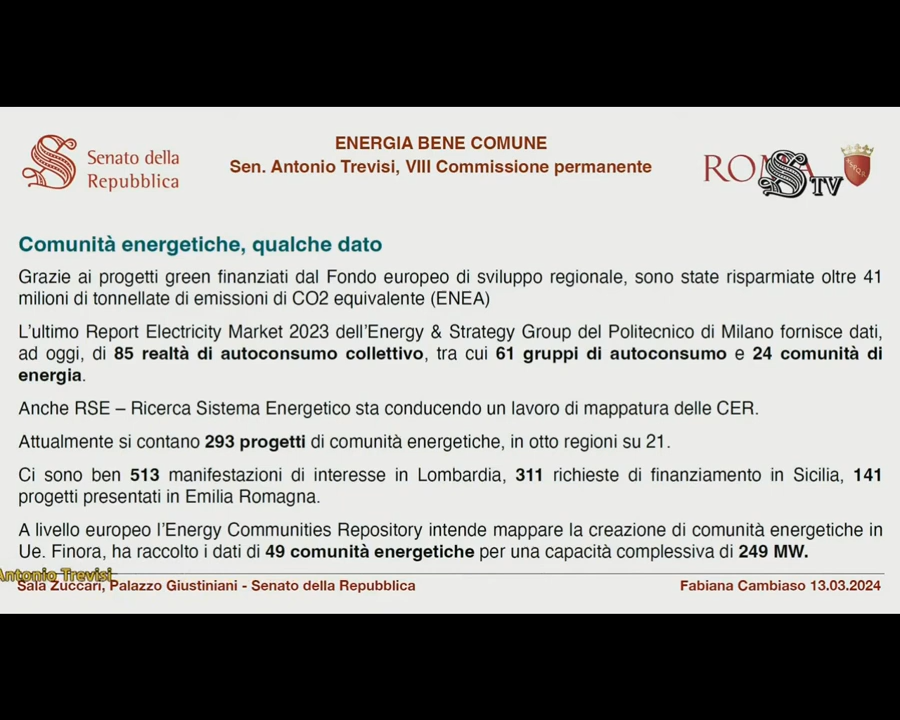 Senato della
Repubblica
ENERGIA BENE COMUNE
Sen. Antonio Trevisi, VIII Commissione permanente
S TV
Comunità energetiche, qualche dato
Grazie ai progetti green finanziati dal Fondo europeo di sviluppo regionale, sono state risparmiate oltre 41
milioni di tonnellate di emissioni di CO2 equivalente (ENEA)
L'ultimo Report Electricity Market 2023 dell'Energy & Strategy Group del Politecnico di Milano fornisce dati,
ad oggi, di 85 realtà di autoconsumo collettivo, tra cui 61 gruppi di autoconsumo e 24 comunità di
energia.
Anche RSE – Ricerca Sistema Energetico sta conducendo un lavoro di mappatura delle CER.
Attualmente si contano 293 progetti di comunità energetiche, in otto regioni su 21.
Ci sono ben 513 manifestazioni di interesse in Lombardia, 311 richieste di finanziamento in Sicilia, 141
progetti presentati in Emilia Romagna.
A livello europeo l'Energy Communities Repository intende mappare la creazione di comunità energetiche in
Ue. Finora, ha raccolto i dati di 49 comunità energetiche per una capacità complessiva di 249 MW.
Antonio Trevisi
Sala Zuccari, Palazzo Giustiniani - Senato della Repubblica
Fabiana Cambiaso 13.03.2024